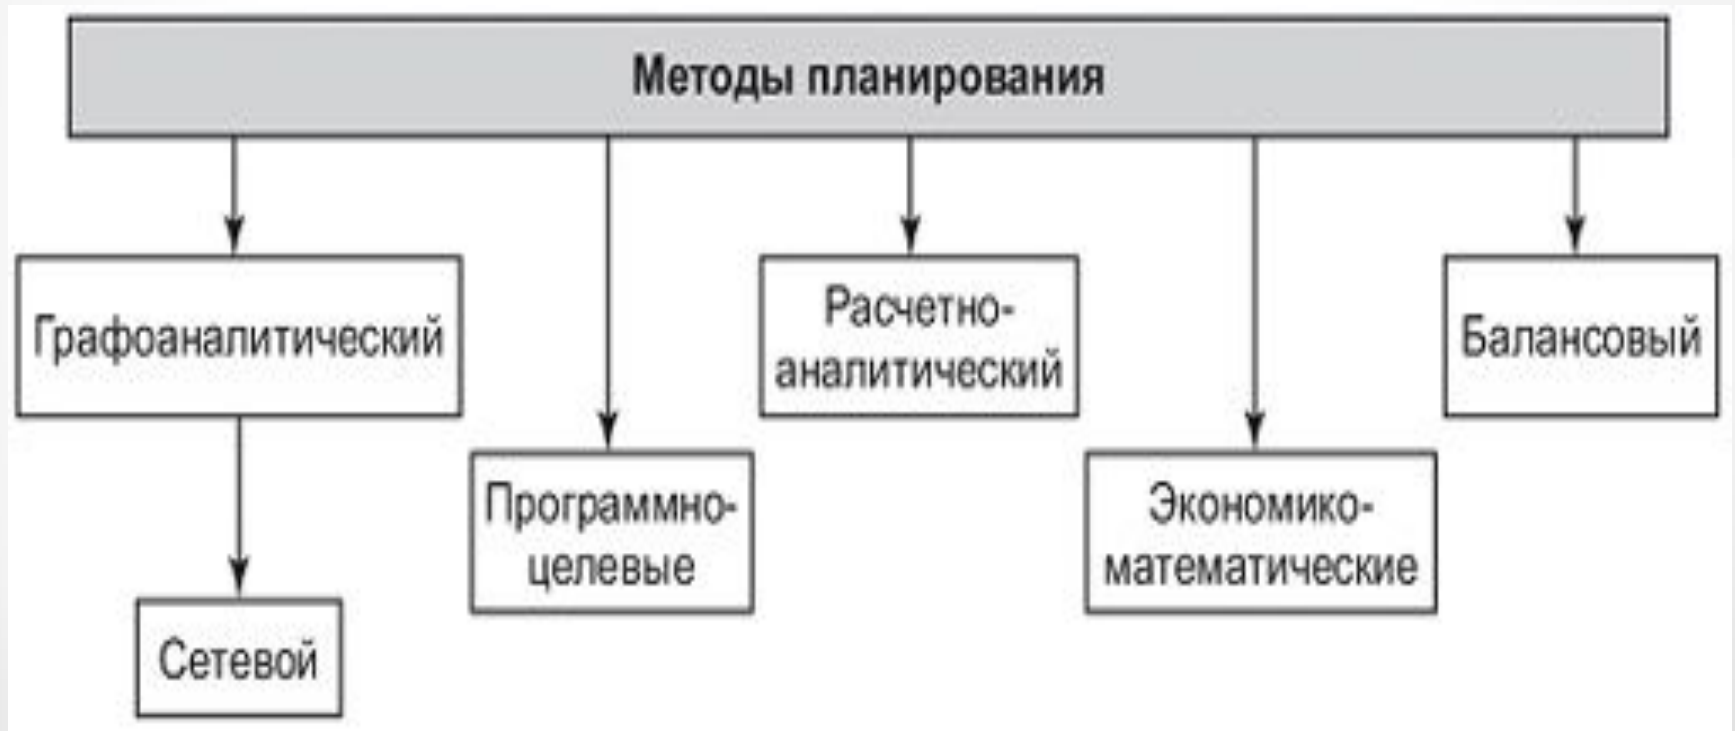 Методы планирования
Графоаналитический
Расчетно-
аналитический
Балансовый
Программно-
целевые
Экономико-
математические
Сетевой